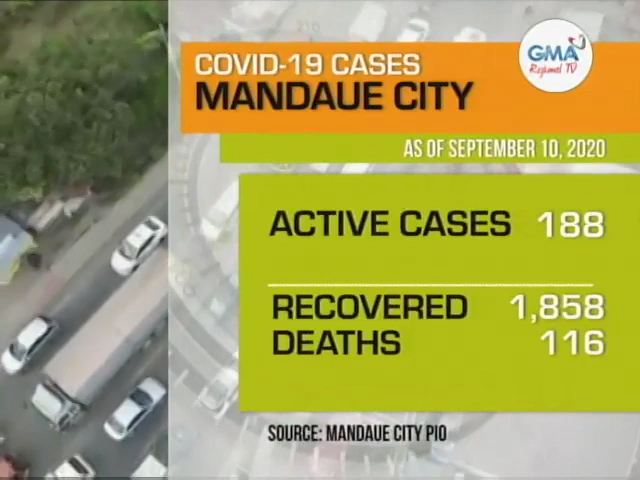 GMA
Regional TV
COVID-19 CASES
MANDAUE CITY
AS OF SEPTEMBER 10, 2020
ACTIVE CASES 188
RECOVERED 1,858
DEATHS 116
SOURCE: MANDAUE CITY PIO